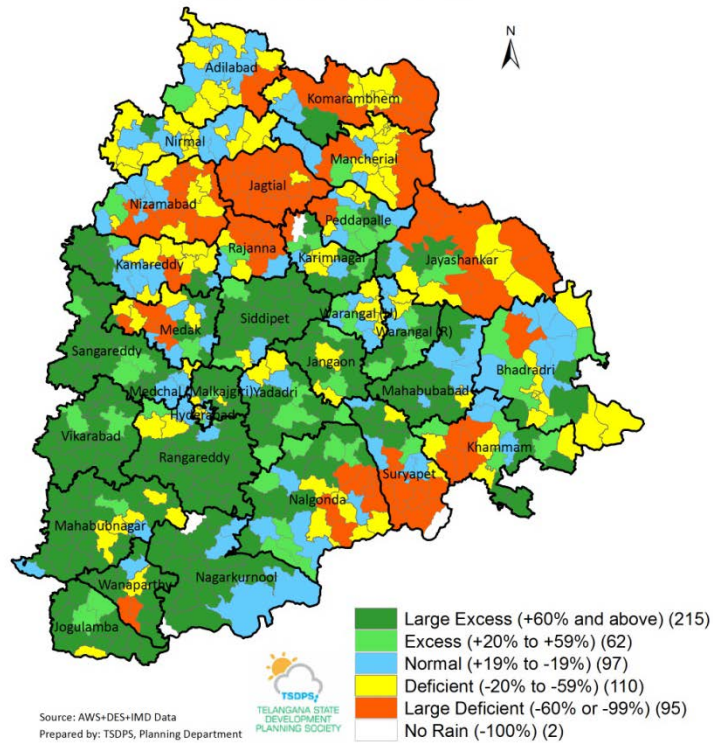 N
Adilabad
Komarambhem
Nirmal
Mancherial
Jagtial
Nizamabad
Peddapalle
Rajanna
Karimnagar
Jayashankar
Kamareddy
Siddipet
Warangal (U)
Warangal (R)
Medak
Sangareddy
Jangaon
Bhadradri
Medchal (Malkajgiri) Yadadri
Mahabubabad
Hyderabad
Vikarabad
Rangareddy
Khammam
Suryapet
Nalgonda
Mahabubnagar
Wanaparthy
Nagarkurnool
Jogulamba
Large Excess (+60% and above) (215)
Excess (+20% to +59%) (62)
Normal (+19% to -19%) (97)
Deficient (-20% to -59%) (110)
Large Deficient (-60% or -99%) (95)
No Rain (-100%) (2)
TSDPS
TELANGANA STATE
DEVELOPMENT
PLANNING SOCIETY
Source: AWS+DES+IMD Data
Prepared by: TSDPS, Planning Department